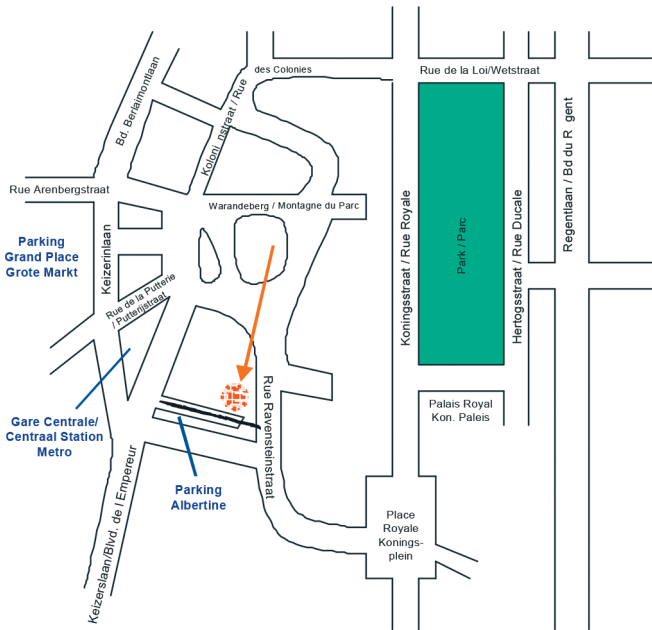 des Colonies
Rue de la Loi/Wetstraat
Bd. Berlaimontlaan
Koloni nstraat / Rue
Rue Arenbergstraat
Warandeberg / Montagne du Parc
Parking
Grand Place
Grote Markt
Keizerinlaan
Koningsstraat / Rue Royale
Park / Parc
Hertogsstraat / Rue Ducale
Regentlaan / Bd du R gent
Rue de la Putterie
/ Putterijstraat
Rue Ravensteinstraat
Palais Royal
Kon. Paleis
Gare Centrale/
Centraal Station
Metro
Parking
Albertine
Keizerslaan/Blvd. de l Empereur
Place
Royale
Konings-
plein